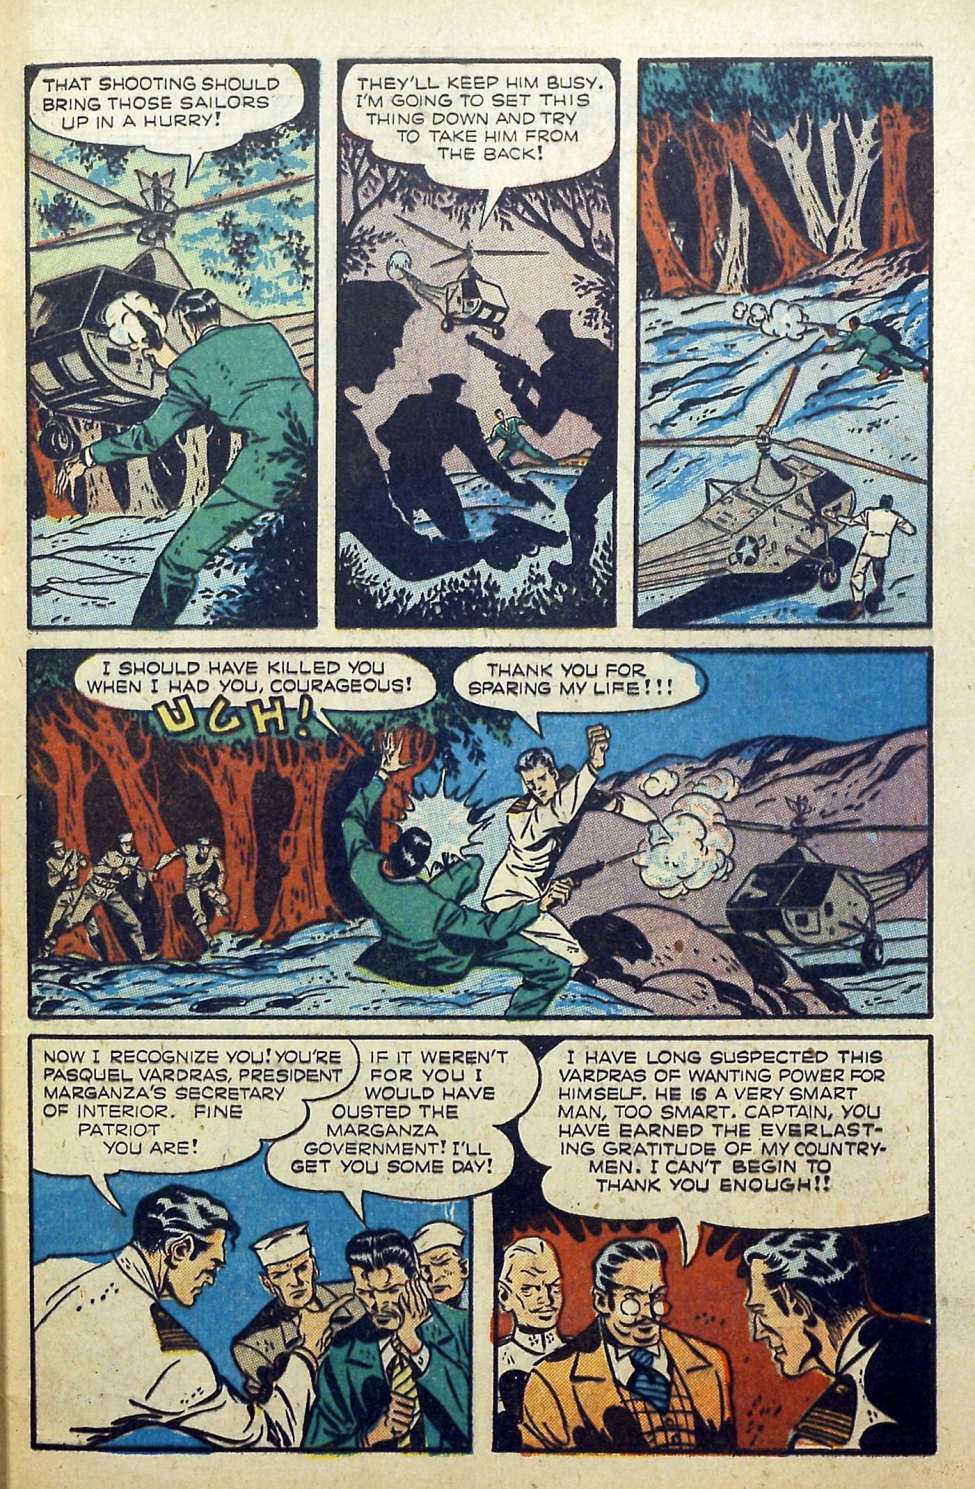 THAT SHOOTING SHOULD
BRING THOSE SAILORS
UP IN A HURRY!
THEY'LL KEEP HIM BUSY.
I'M GOING TO SET THIS
THING DOWN AND TRY
TO TAKE HIM FROM
THE BACK!
I SHOULD HAVE KILLED YOU
WHEN I HAD YOU, COURAGEOUS!
UGH!
THANK YOU FOR
SPARING MY LIFE!!!
NOW I RECOGNIZE YOU! YOU'RE
PASQUEL VARDRAS, PRESIDENT
MARGANZA'S SECRETARY
OF INTERIOR. FINE
PATRIOT
YOU ARE!
IF IT WEREN'T
FOR YOU I
WOULD HAVE
OUSTED THE
MARGANZA
GOVERNMENT! I'LL
GET YOU SOME DAY!
I HAVE LONG SUSPECTED THIS
VARDRAS OF WANTING POWER FOR
HIMSELF. HE IS A VERY SMART
MAN, TOO SMART. CAPTAIN, YOU
HAVE EARNED THE EVERLAST-
ING GRATITUDE OF MY COUNTRY-
MEN. I CAN'T BEGIN TO
THANK YOU ENOUGH!!